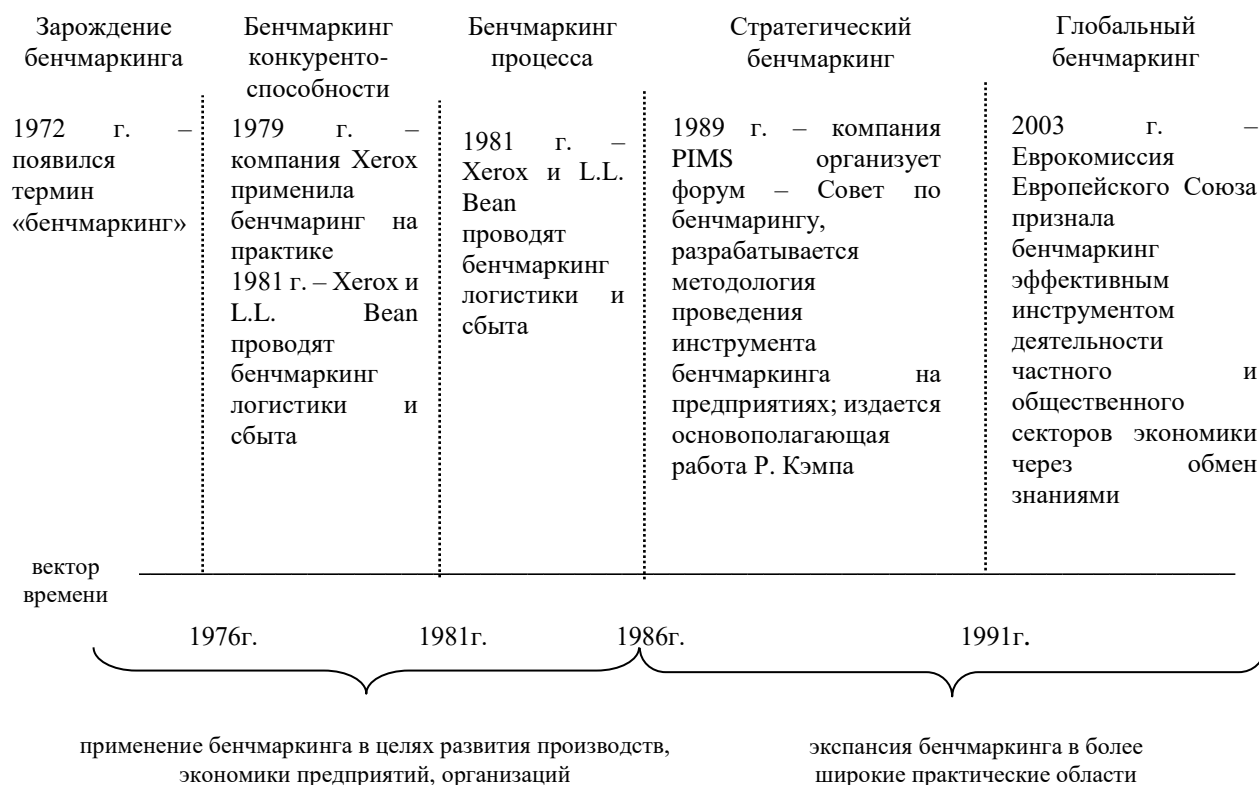 Зарождение
бенчмаркинга
Бенчмаркинг
конкуренто-
способности
Бенчмаркинг
процесса
Стратегический
бенчмаркинг
Глобальный
бенчмаркинг
1972 г. –
появился
термин
«бенчмаркинг»
1979 г. –
компания Xerox
применила
бенчмаринг на
практике
1981 г. – Xerox и
L.L. Bean
проводят
бенчмаркинг
логистики и
сбыта
1981 г. –
Xerox и L.L.
Bean
проводят
бенчмаркинг
логистики и
сбыта
1989 г. – компания
PIMS организует
форум – Совет по
бенчмарингу,
разрабатывается
методология
проведения
инструмента
бенчмаркинга на
предприятиях; издается
основополагающая
работа Р. Кэмпа
2003 г. –
Еврокомиссия
Европейского Союза
признала
бенчмаркинг
эффективным
инструментом
деятельности
частного и
общественного
секторов экономики
через обмен
знаниями
вектор
времени
1976г. 1981г. 1986г. 1991г.
применение бенчмаркинга в целях развития производств,
экономики предприятий, организаций
экспансия бенчмаркинга в более
широкие практические области